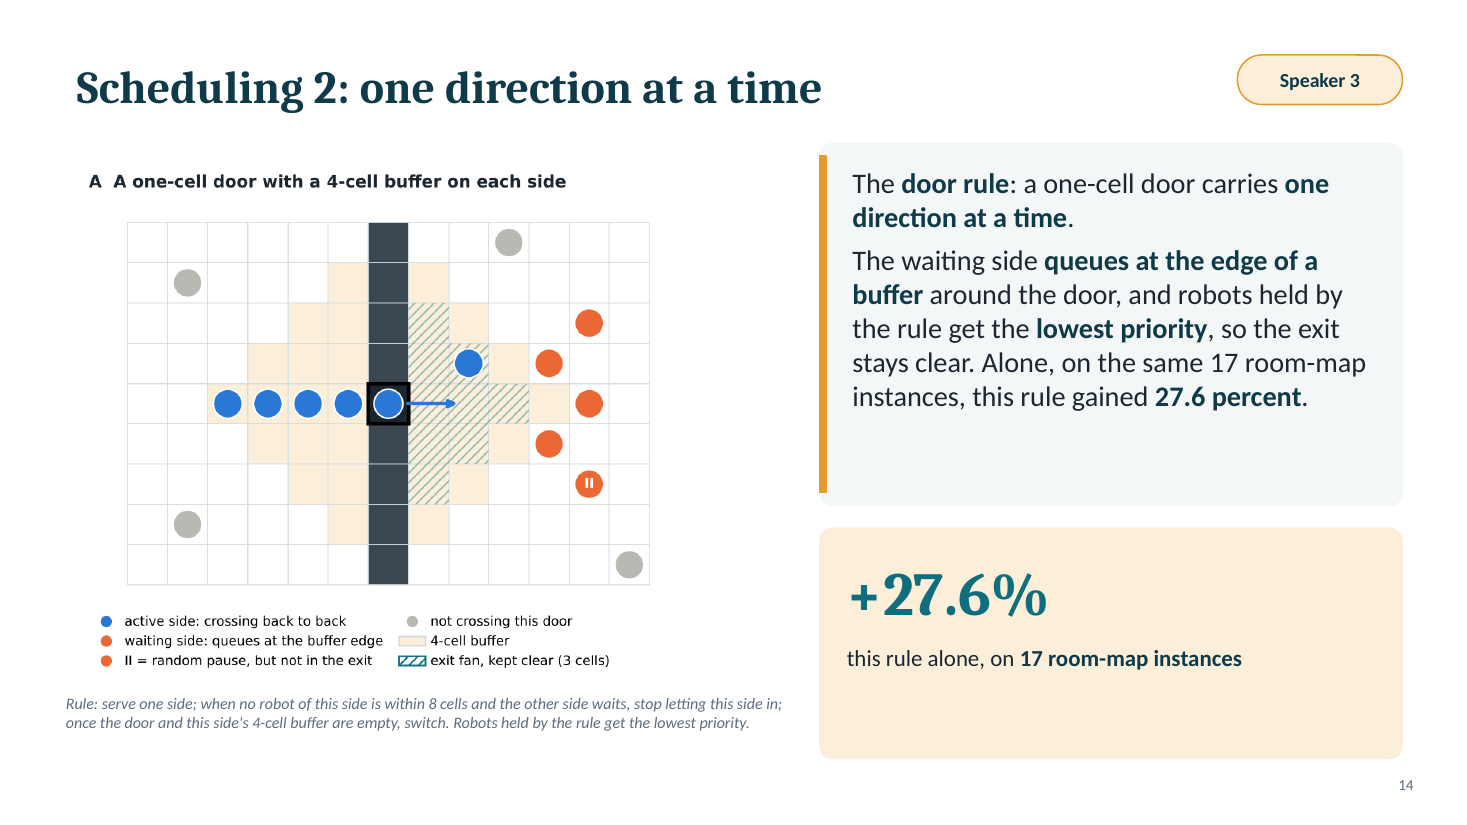 Scheduling 2: one direction at a time
Speaker 3
A A one-cell door with a 4-cell buffer on each side
II
active side: crossing back to back
waiting side: queues at the buffer edge
II = random pause, but not in the exit
not crossing this door
4-cell buffer
exit fan, kept clear (3 cells)
Rule: serve one side; when no robot of this side is within 8 cells and the other side waits, stop letting this side in;
once the door and this side's 4-cell buffer are empty, switch. Robots held by the rule get the lowest priority.
The door rule: a one-cell door carries one
direction at a time.
The waiting side queues at the edge of a
buffer around the door, and robots held by
the rule get the lowest priority, so the exit
stays clear. Alone, on the same 17 room-map
instances, this rule gained 27.6 percent.
+27.6%
this rule alone, on 17 room-map instances
14